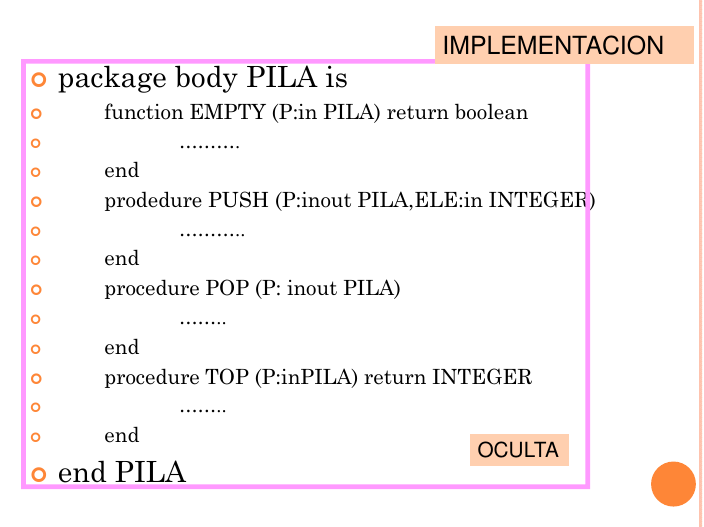 IMPLEMENTACION
package body PILA is
function EMPTY (P:in PILA) return boolean
……….
end
prodedure PUSH (P:inout PILA,ELE:in INTEGER)
………..
end
procedure POP (P: inout PILA)
……..
end
procedure TOP (P:inPILA) return INTEGER
……..
end
OCULTA
end PILA